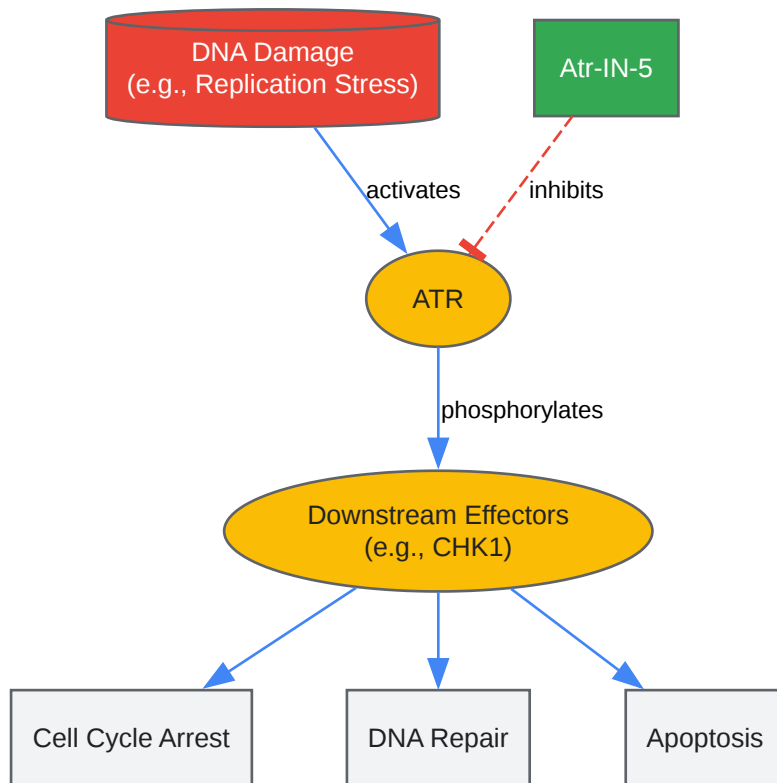 DNA Damage
(e.g., Replication Stress)
Atr-IN-5
activates
inhibits
ATR
phosphorylates
Downstream Effectors
(e.g., CHK1)
Cell Cycle Arrest
DNA Repair
Apoptosis